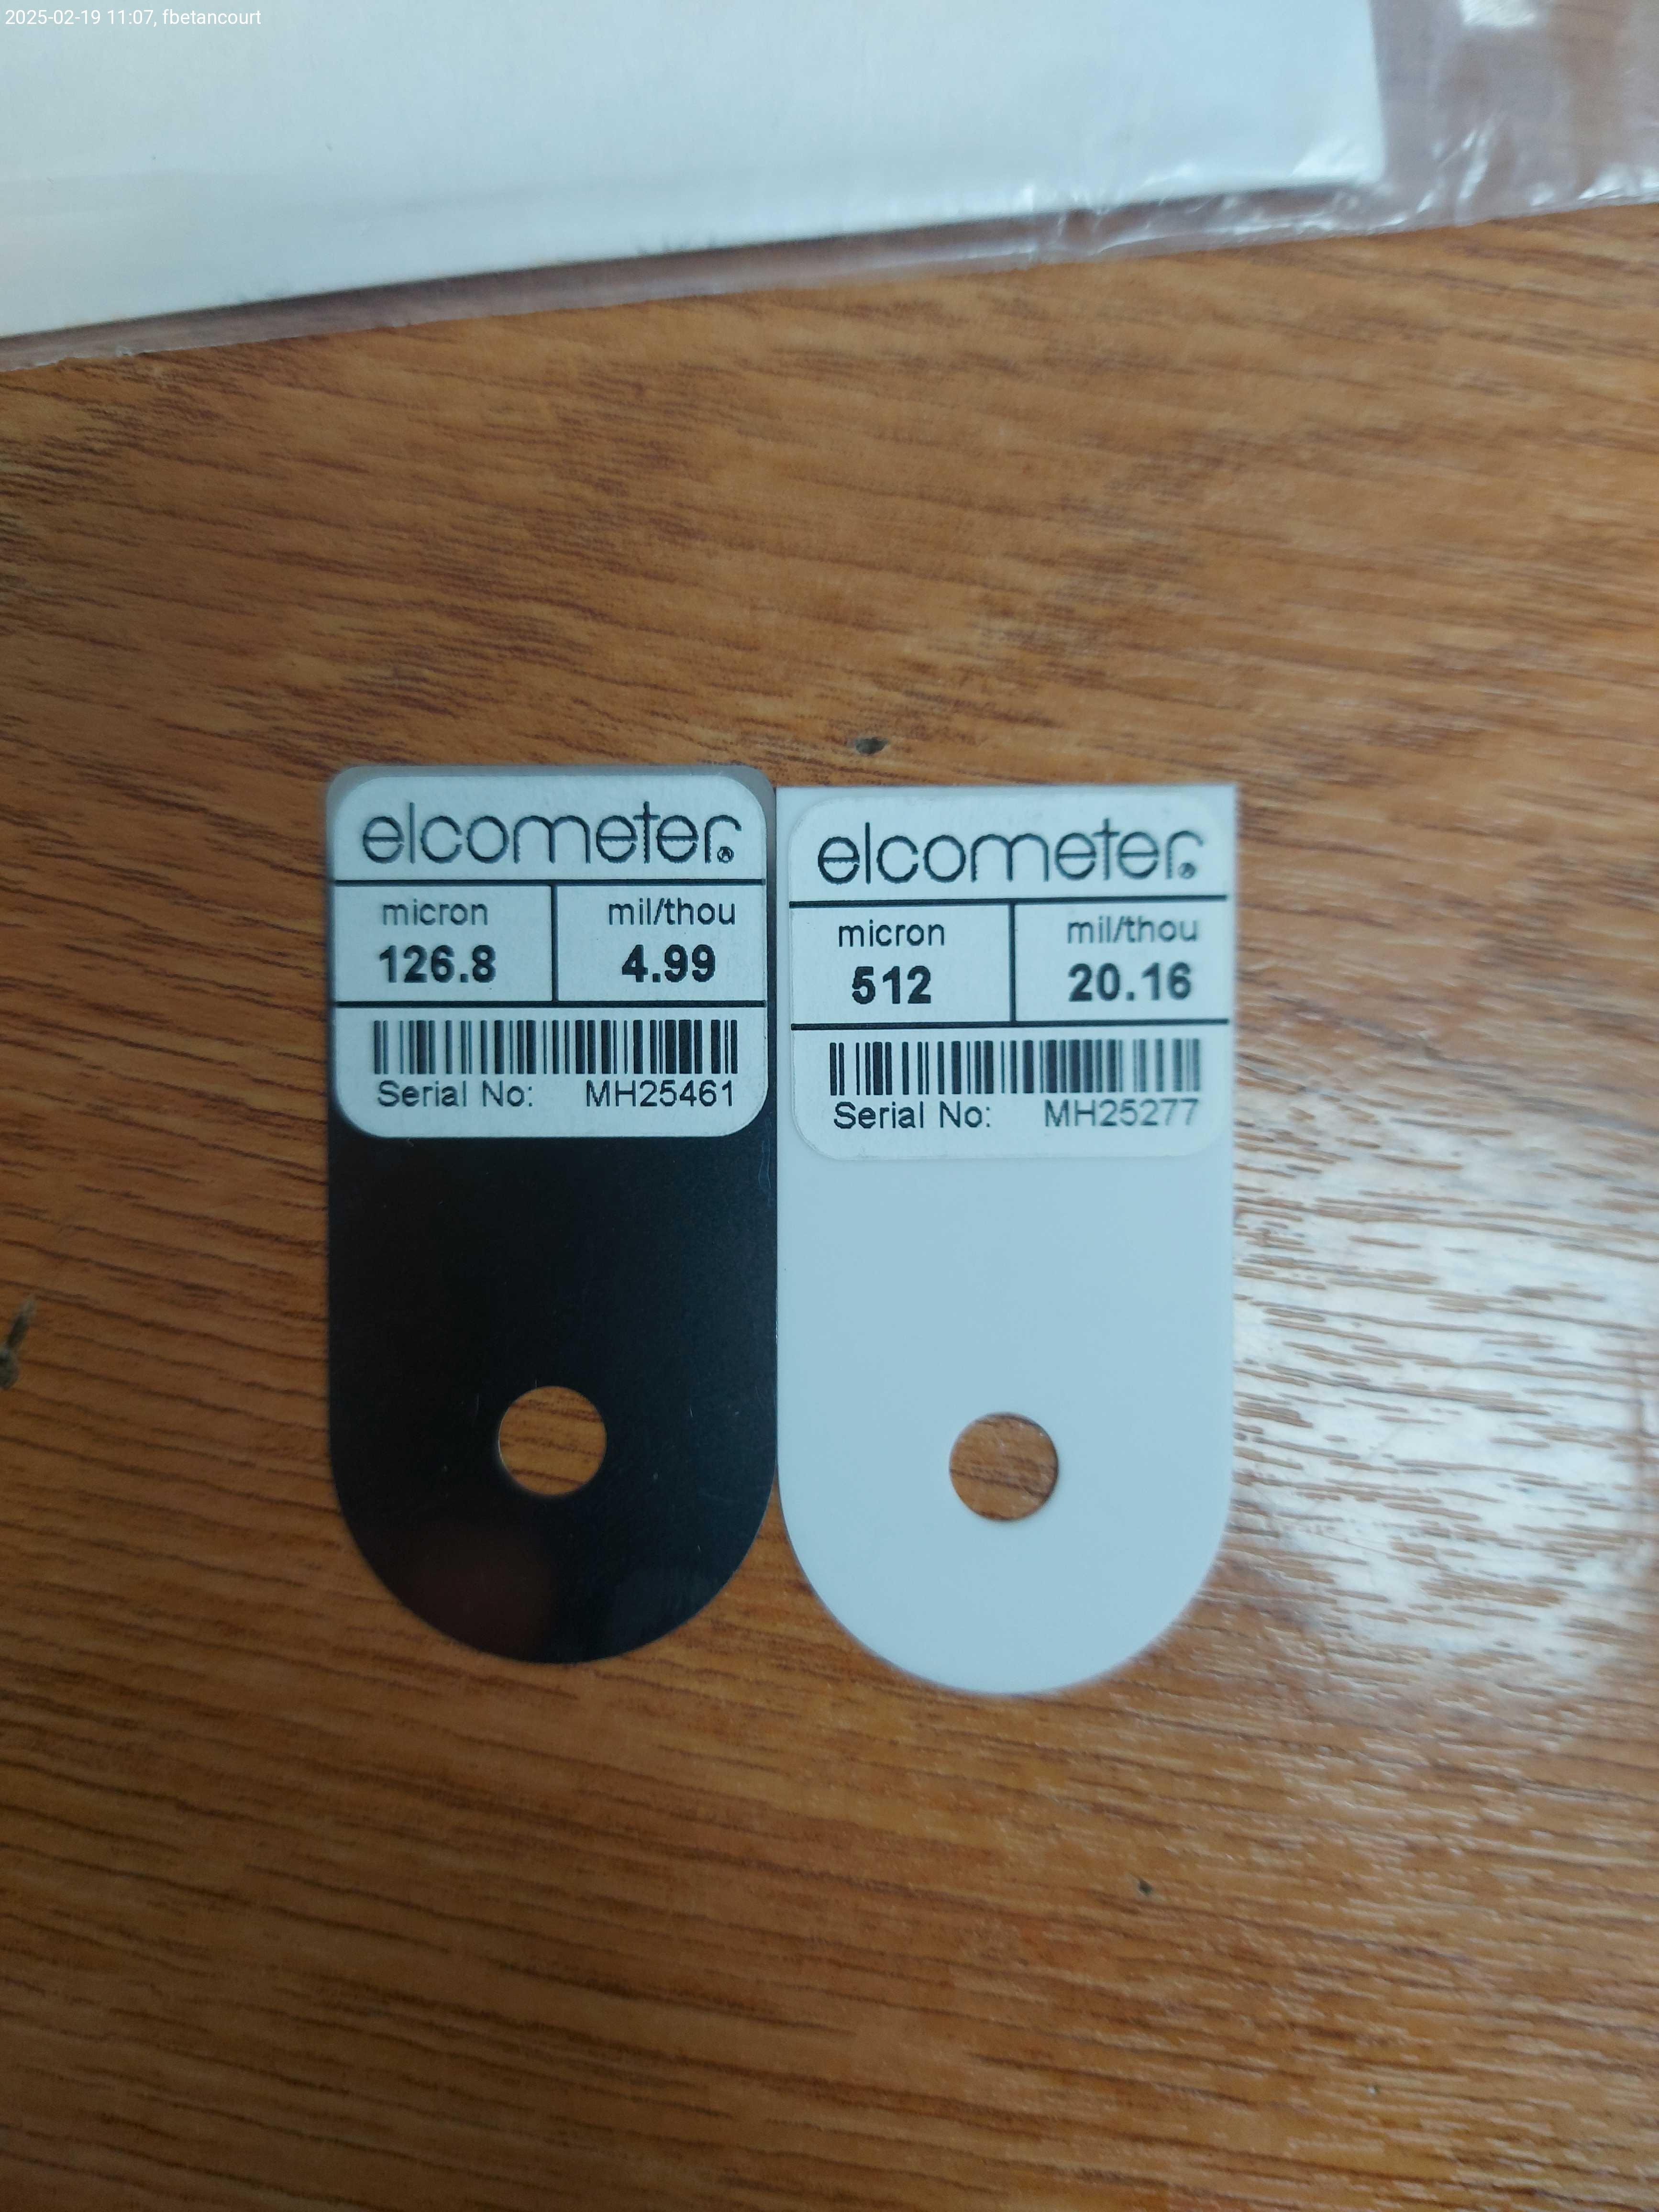 2025-02-19 11:07, fbetancourt
elcometer®
micron mil/thou
126.8 4.99
Serial No: MH25461
elcometer®
micron mil/thou
512 20.16
Serial No: MH25277